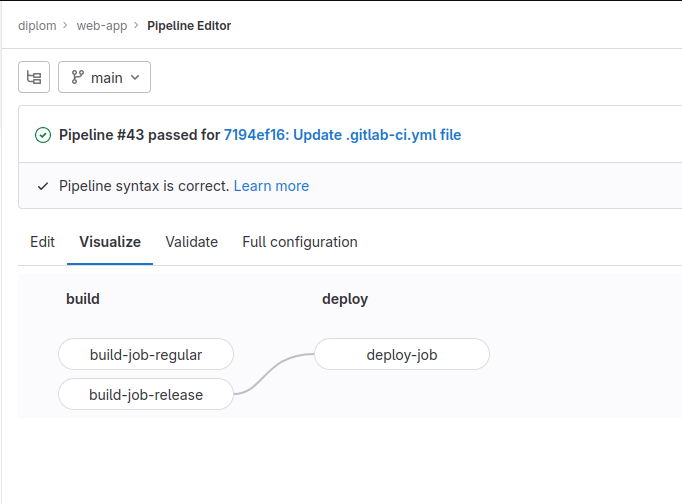 diplom > web-app > Pipeline Editor
main
Pipeline #43 passed for 7194ef16: Update .gitlab-ci.yml file
Pipeline syntax is correct. Learn more
Edit Visualize Validate Full configuration
build deploy
build-job-regular deploy-job
build-job-release